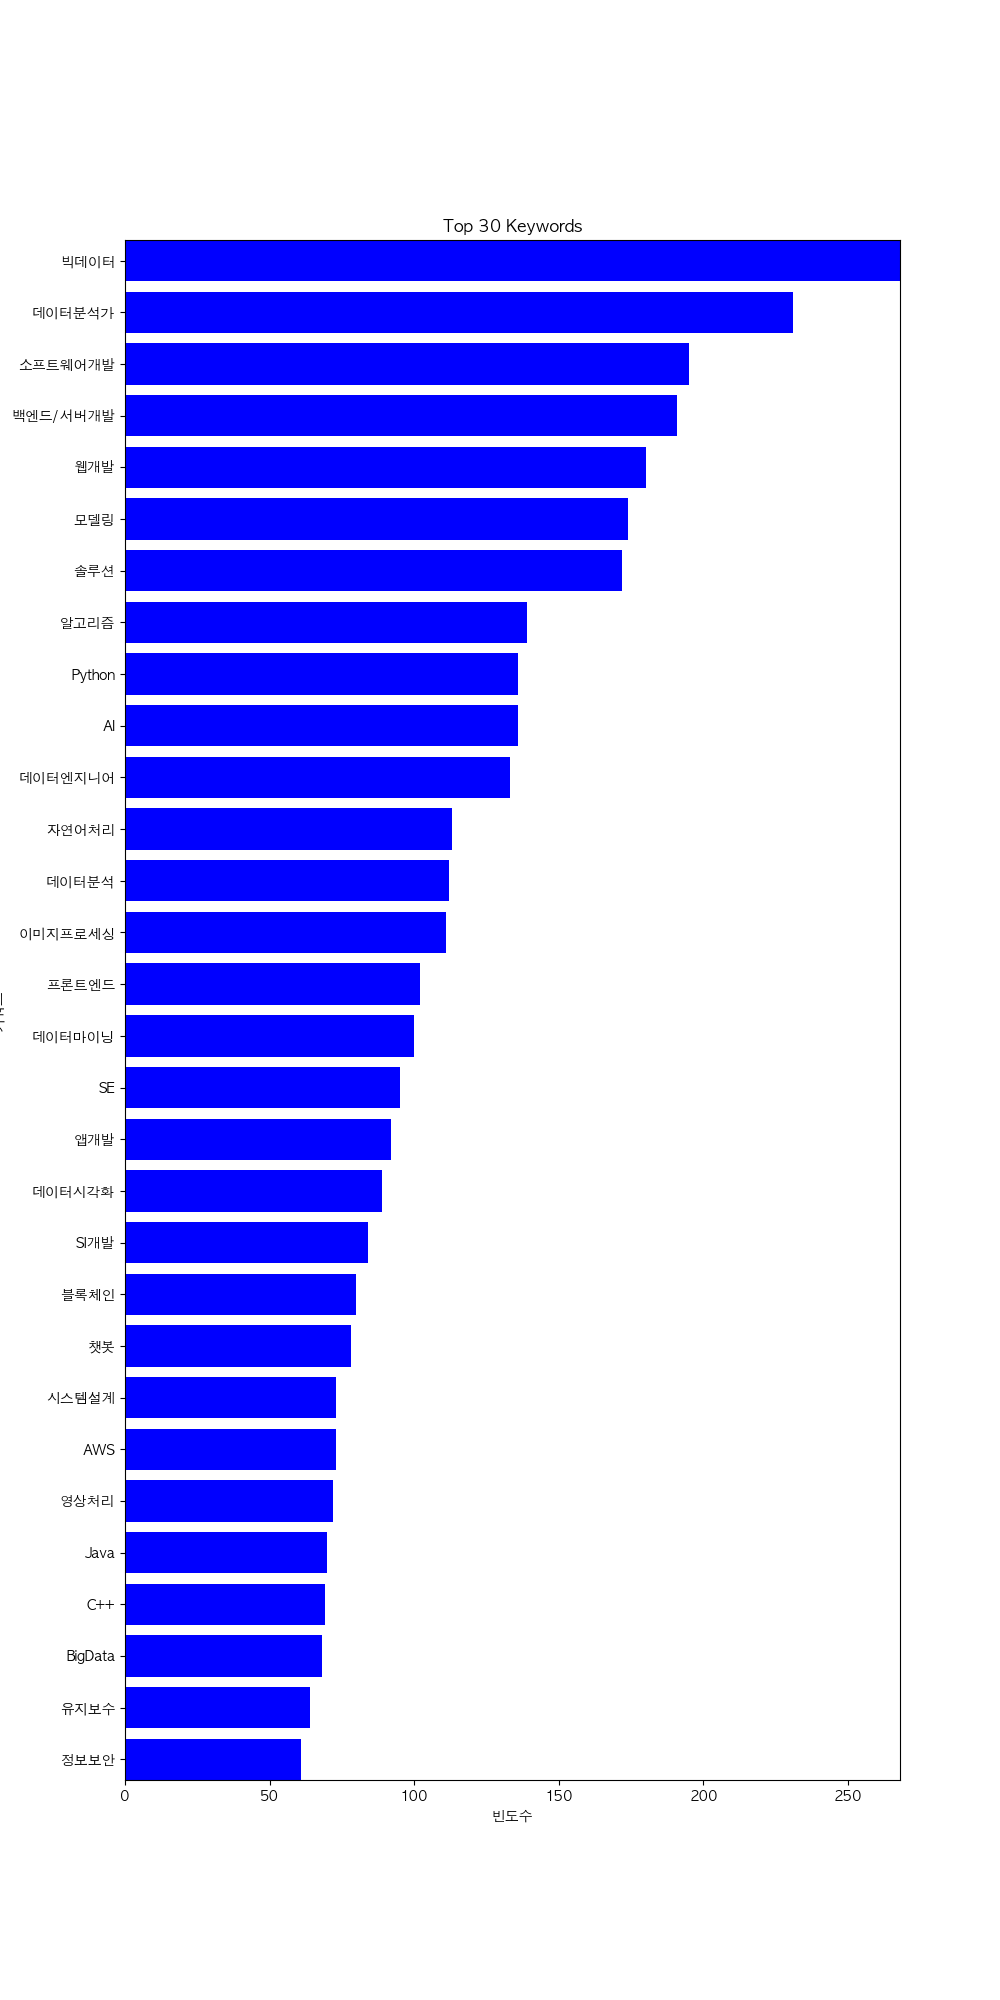 Top 30 Keywords
빅데이터
데이터분석가
소프트웨어개발
백엔드/서버개발
웹개발
모델링
솔루션
알고리즘
Python
AI
데이터엔지니어
자연어처리
데이터분석
이미지프로세싱
프론트엔드
데이터마이닝
SE
앱개발
데이터시각화
SI개발
블록체인
챗봇
시스템설계
AWS
영상처리
Java
C++
BigData
유지보수
정보보안
0 50 100 150 200 250
빈도수